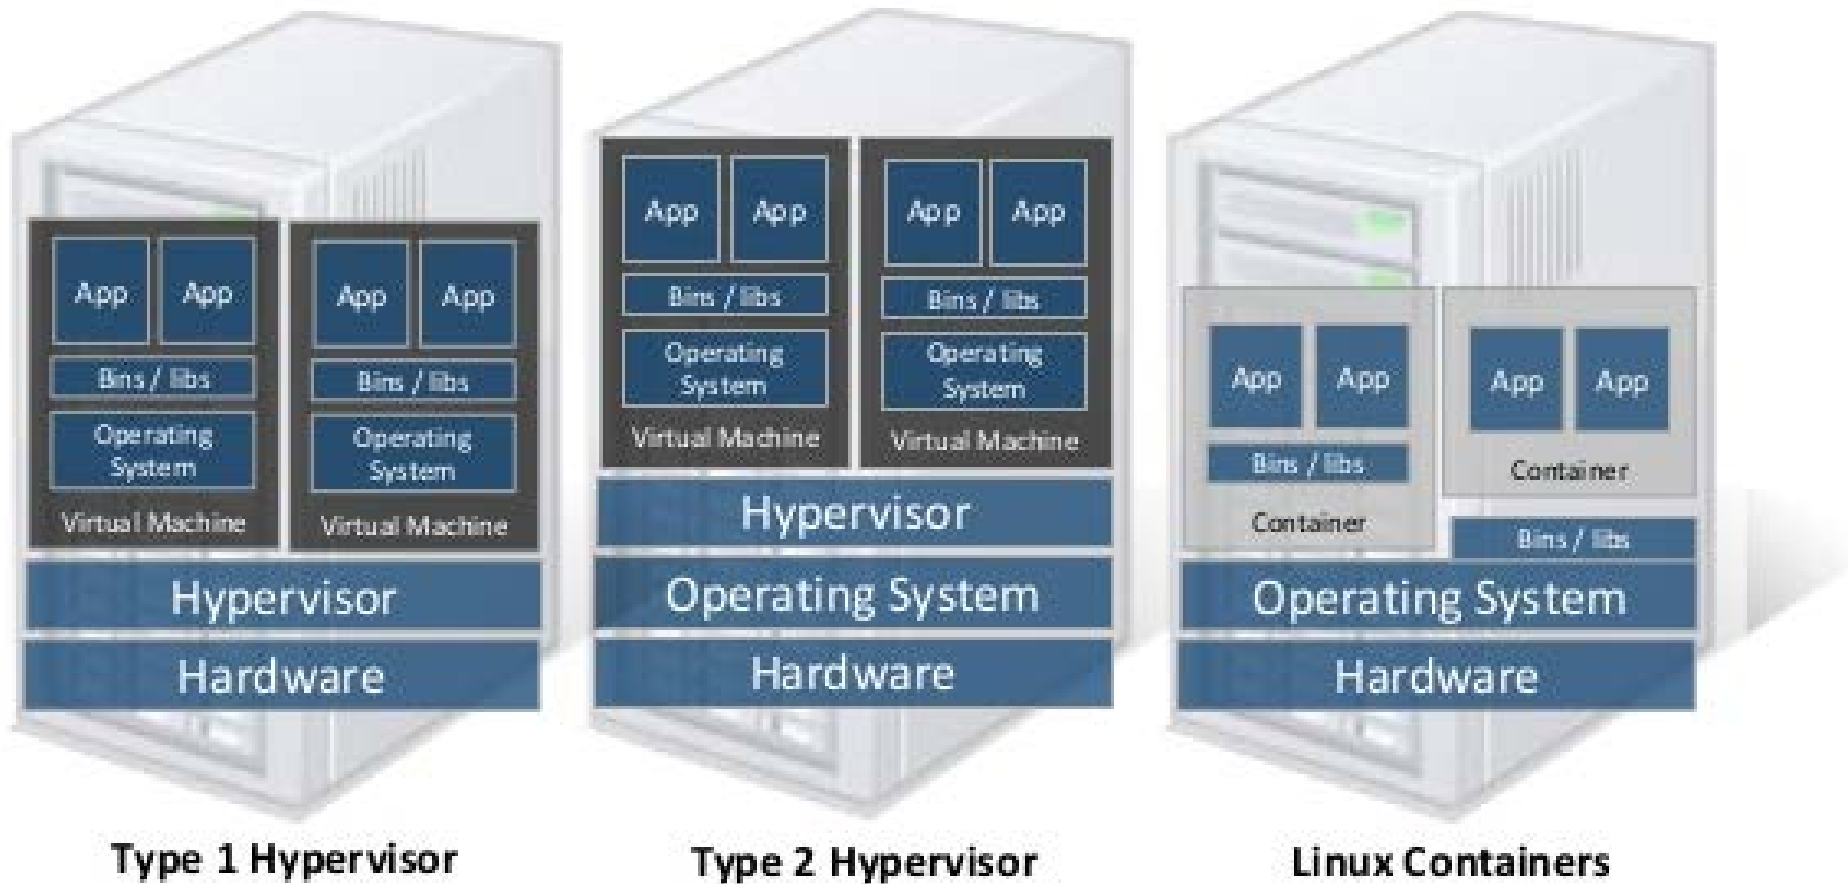 App App
App App
Bins / libs
Bins / libs
Operating
System
Operating
System
Virtual Machine
Virtual Machine
Hypervisor
Hardware
Type 1 Hypervisor
App App
App App
Bins / libs
Bins / libs
Operating
System
Operating
System
Virtual Machine
Virtual Machine
Hypervisor
Operating System
Hardware
Type 2 Hypervisor
App App
Bins / libs
Container
App App
Container
Bins / libs
Operating System
Hardware
Linux Containers